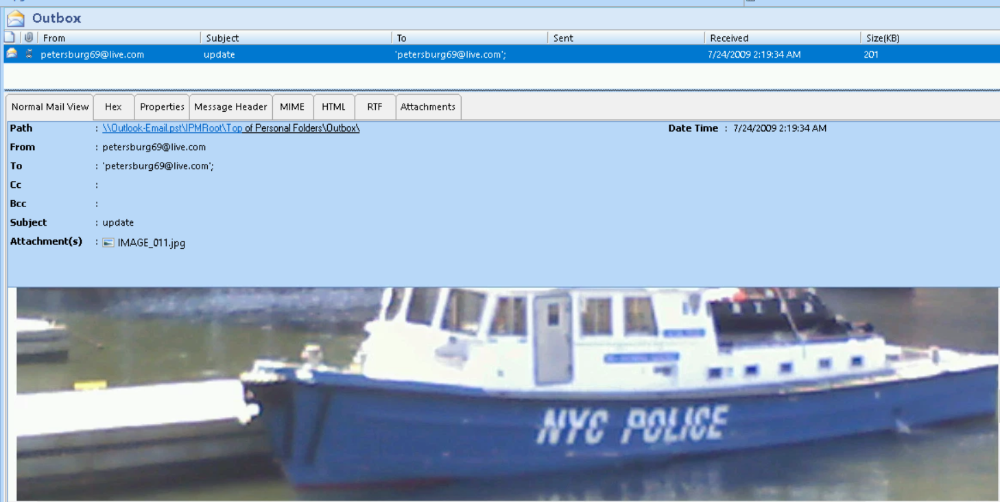 Outbox
From Subject To Sent Received Size(KB)
petersburg69@live.com update 'petersburg69@live.com'; 7/24/2009 2:19:34 AM 201
Normal Mail View Hex Properties Message Header MIME HTML RTF Attachments
Path : \\Outlook-Email.pst\IPMRoot\Top of Personal Folders\Outbox\ Date Time : 7/24/2009 2:19:34 AM
From : petersburg69@live.com
To : 'petersburg69@live.com';
Cc :
Bcc :
Subject : update
Attachment(s) : IMAGE_011.jpg
NYC POLICE